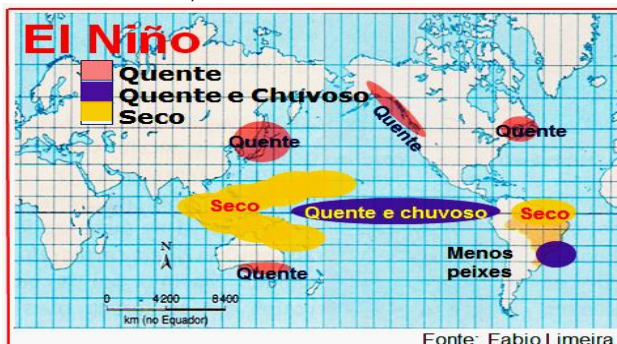 El Niño
Quente
Quente e Chuvoso
Seco
Quente
Quente
Quente
Seco
Quente e chuvoso
Seco
Menos
peixes
Quente
N
0 4200 8400
km (no Equador)
Fonte: Fabio Limeira